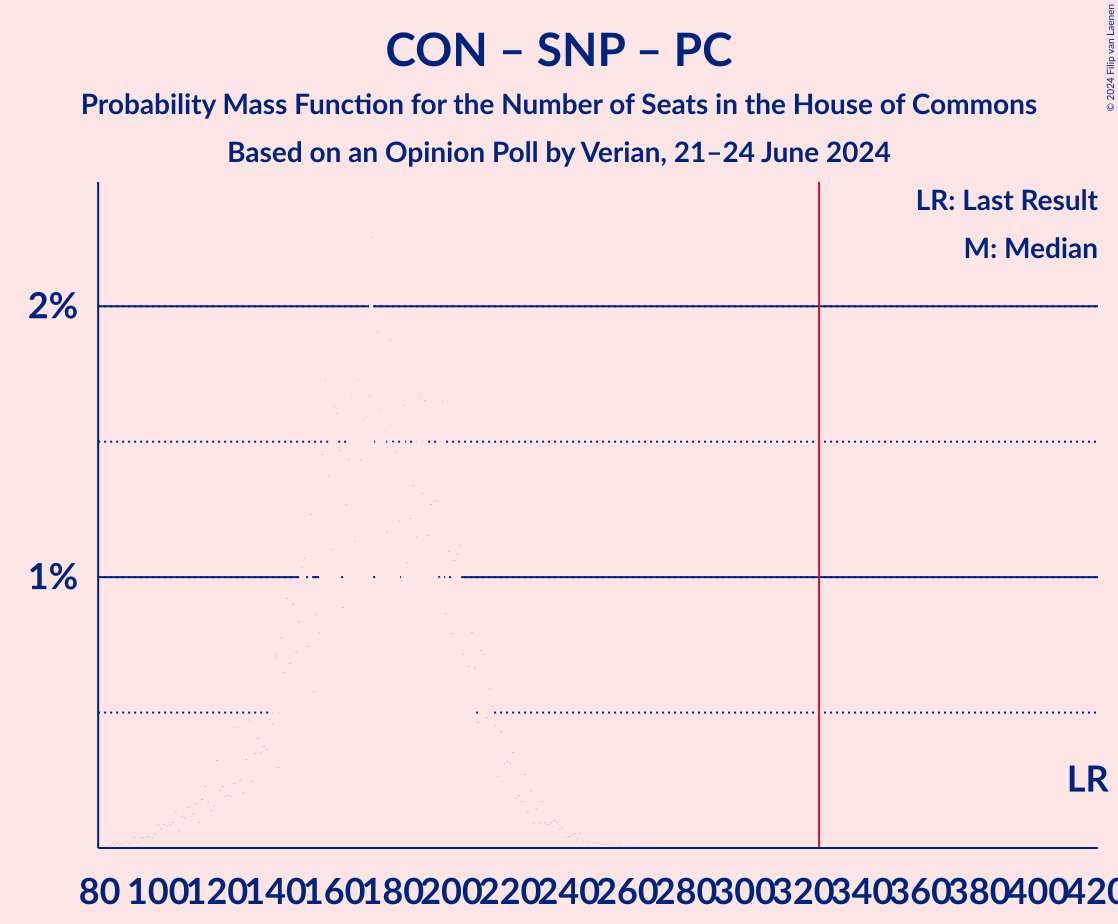 CON – SNP – PC
Probability Mass Function for the Number of Seats in the House of Commons
Based on an Opinion Poll by Verian, 21–24 June 2024
© 2024 Filip van Laenen
LR: Last Result
M: Median
2%
1%
LR
80 100 120 140 160 180 200 220 240 260 280 300 320 340 360 380 400 420